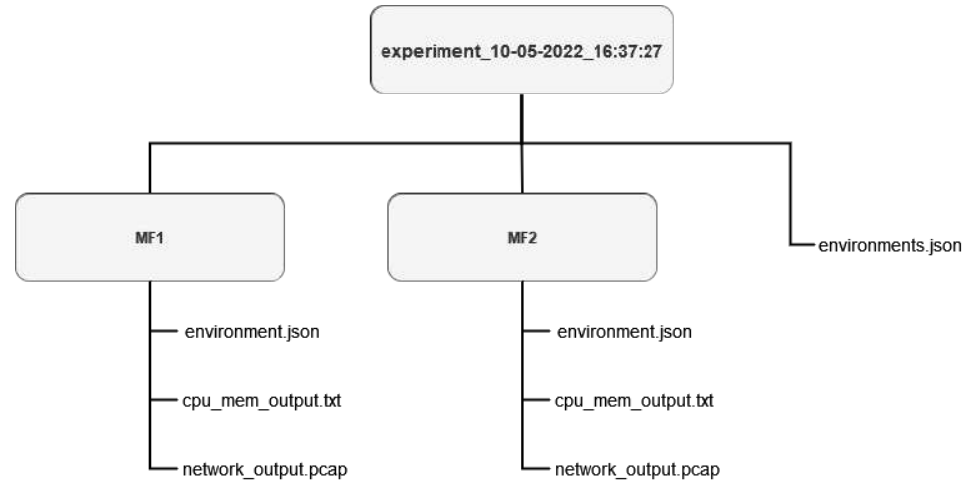 experiment_10-05-2022_16:37:27
MF1
MF2
environments.json
environment.json
cpu_mem_output.txt
network_output.pcap
environment.json
cpu_mem_output.txt
network_output.pcap